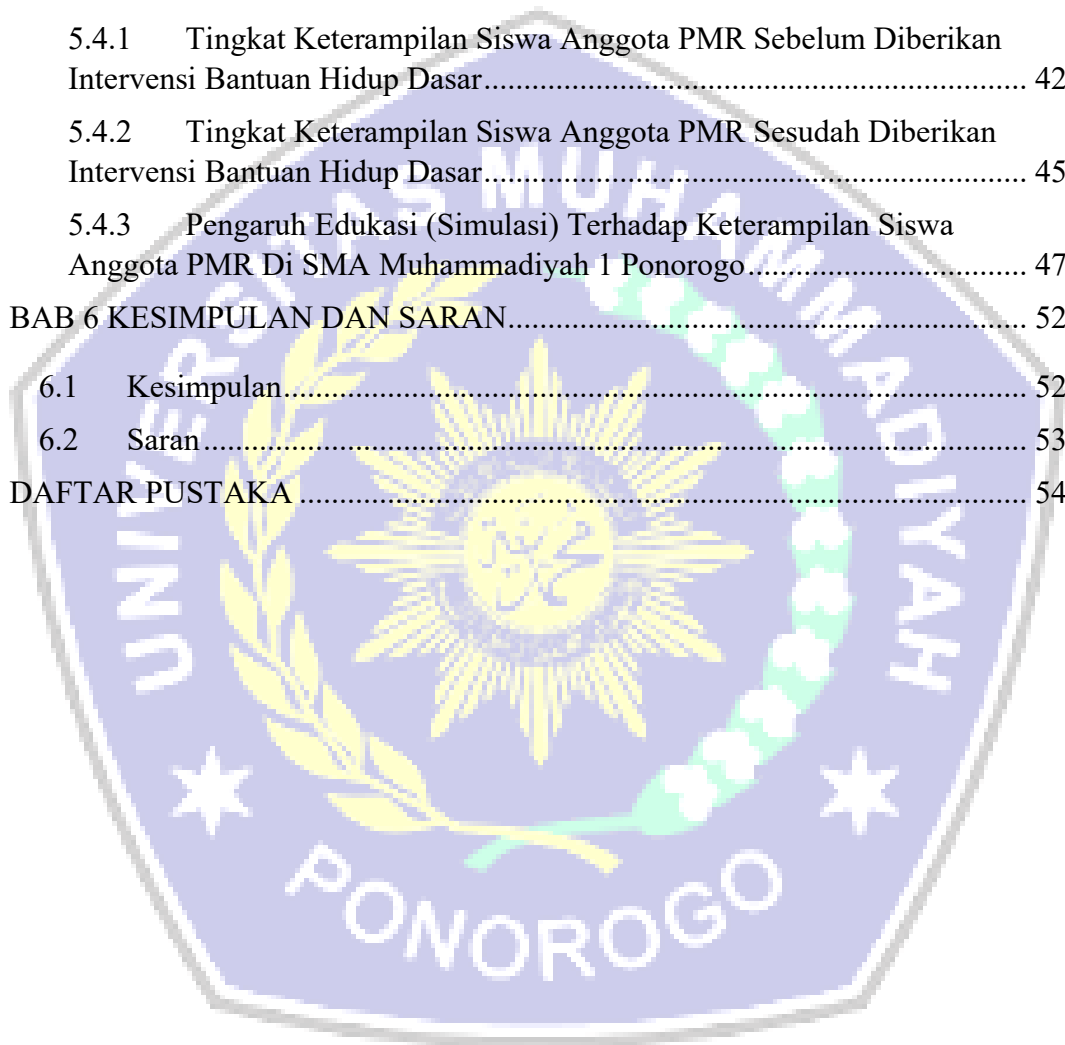 5.4.1 Tingkat Keterampilan Siswa Anggota PMR Sebelum Diberikan
Intervensi Bantuan Hidup Dasar.................................................................... 42
5.4.2 Tingkat Keterampilan Siswa Anggota PMR Sesudah Diberikan
Intervensi Bantuan Hidup Dasar.................................................................... 45
5.4.3 Pengaruh Edukasi (Simulasi) Terhadap Keterampilan Siswa
Anggota PMR Di SMA Muhammadiyah 1 Ponorogo................................... 47
BAB 6 KESIMPULAN DAN SARAN................................................................. 52
6.1 Kesimpulan.............................................................................................. 52
6.2 Saran........................................................................................................ 53
DAFTAR PUSTAKA ........................................................................................... 54
UNIVERSITAS MUHAMMADIYAH
PONOROGO